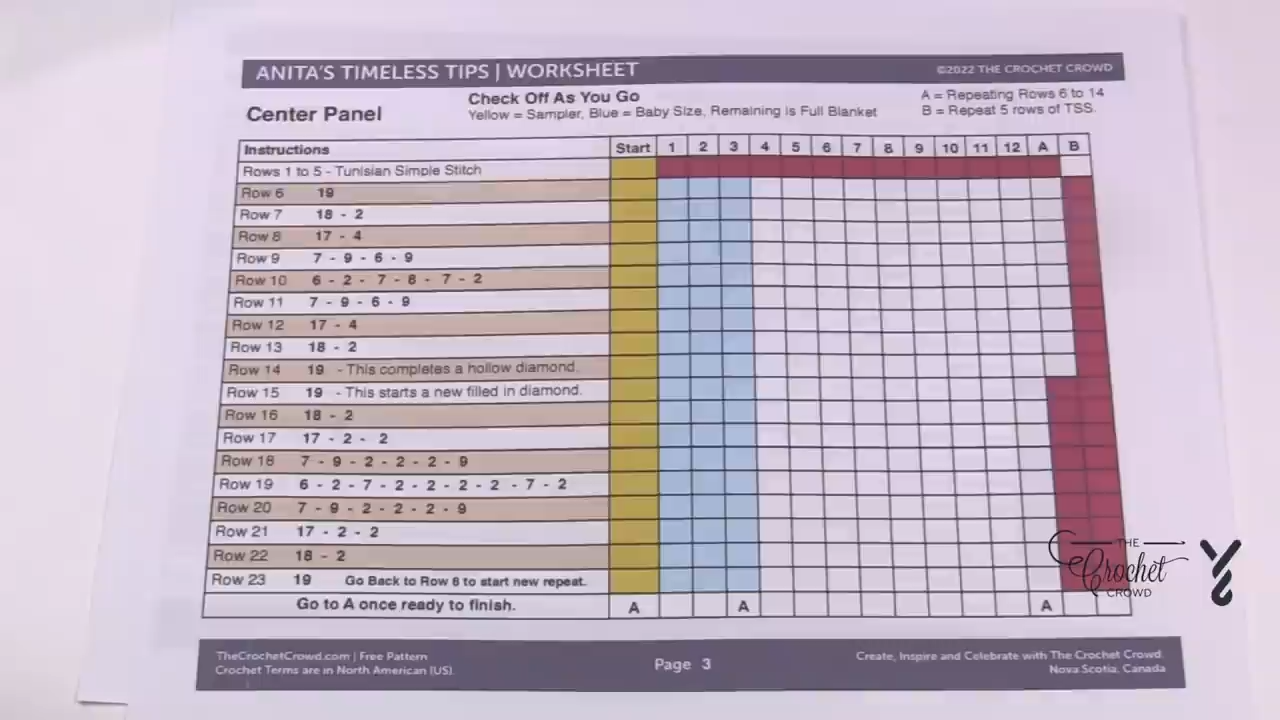 ANITA'S TIMELESS TIPS | WORKSHEET
©2022 THE CROCHET CROWD
Center Panel
Check Off As You Go
Yellow = Sampler, Blue = Baby Size, Remaining is Full Blanket
A = Repeating Rows 6 to 14
B = Repeat 5 rows of TSS.
Instructions Start 1 2 3 4 5 6 7 8 9 10 11 12 A B
Rows 1 to 5 - Tunisian Simple Stitch
Row 6 19
Row 7 18 - 2
Row 8 17 - 4
Row 9 7 - 9 - 6 - 9
Row 10 6 - 2 - 7 - 8 - 7 - 2
Row 11 7 - 9 - 6 - 9
Row 12 17 - 4
Row 13 18 - 2
Row 14 19 - This completes a hollow diamond.
Row 15 19 - This starts a new filled in diamond.
Row 16 18 - 2
Row 17 17 - 2 - 2
Row 18 7 - 9 - 2 - 2 - 2 - 9
Row 19 6 - 2 - 7 - 2 - 2 - 2 - 2 - 7 - 2
Row 20 7 - 9 - 2 - 2 - 2 - 9
Row 21 17 - 2 - 2
Row 22 18 - 2
Row 23 19 Go Back to Row 6 to start new repeat.
Go to A once ready to finish. A A A
THE
Crochet
CROWD
TheCrochetCrowd.com | Free Pattern
Crochet Terms are in North American (US).
Page 3
Create, Inspire and Celebrate with The Crochet Crowd.
Nova Scotia, Canada